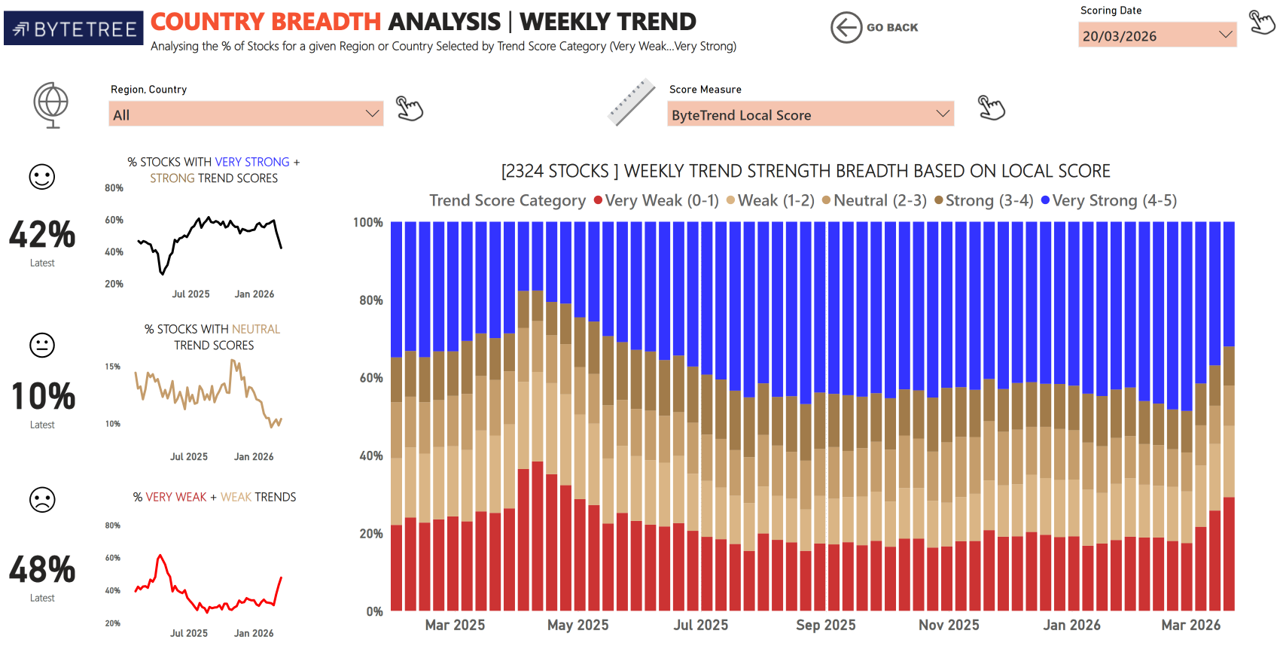 BYTETREE
COUNTRY BREADTH ANALYSIS | WEEKLY TREND
Analysing the % of Stocks for a given Region or Country Selected by Trend Score Category (Very Weak...Very Strong)
GO BACK
Scoring Date
20/03/2026
Region, Country
All
Score Measure
ByteTrend Local Score
% STOCKS WITH VERY STRONG +
STRONG TREND SCORES
80%
60%
40%
20%
Jul 2025 Jan 2026
42%
Latest
% STOCKS WITH NEUTRAL
TREND SCORES
15%
10%
Jul 2025 Jan 2026
10%
Latest
% VERY WEAK + WEAK TRENDS
80%
60%
40%
20%
Jul 2025 Jan 2026
48%
Latest
[2324 STOCKS ] WEEKLY TREND STRENGTH BREADTH BASED ON LOCAL SCORE
Trend Score Category Very Weak (0-1) Weak (1-2) Neutral (2-3) Strong (3-4) Very Strong (4-5)
100%
80%
60%
40%
20%
0%
Mar 2025 May 2025 Jul 2025 Sep 2025 Nov 2025 Jan 2026 Mar 2026